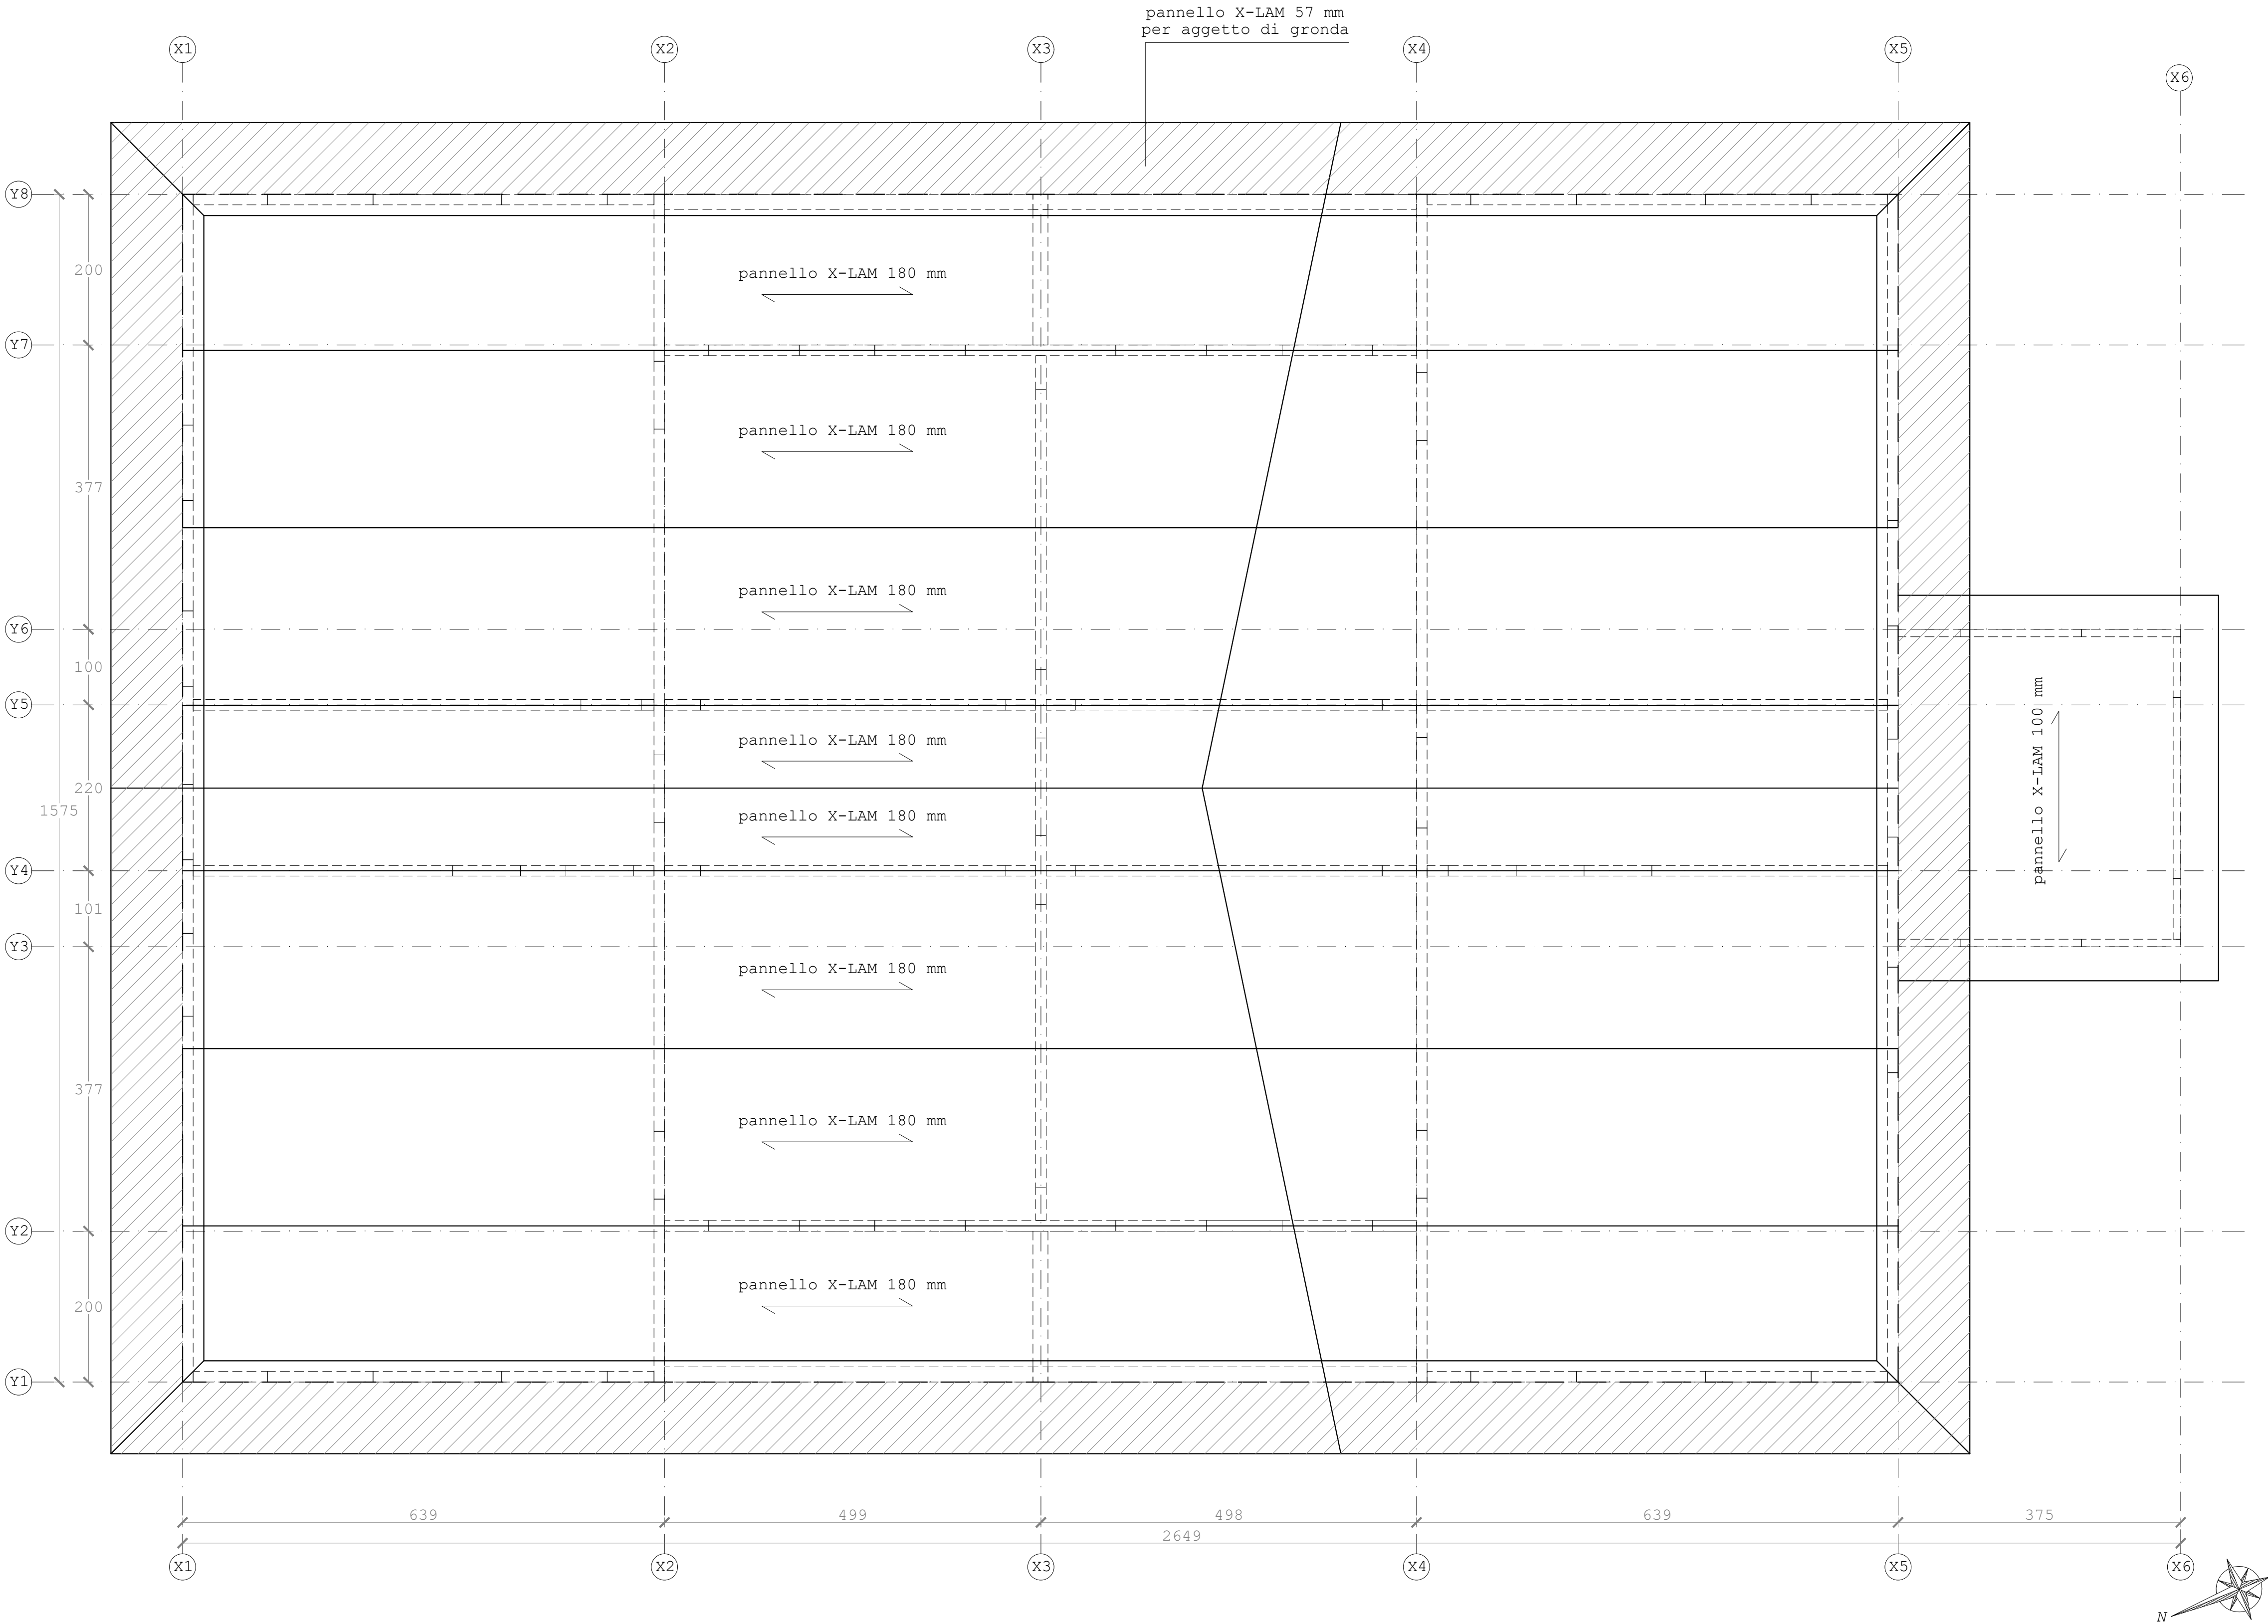 pannello X-LAM 57 mm
per aggetto di gronda
X1
X2
X3
X4
X5
X6
Y8
200
pannello X-LAM 180 mm
Y7
pannello X-LAM 180 mm
377
pannello X-LAM 180 mm
Y6
100
Y5
pannello X-LAM 180 mm
pannello X-LAM 100 mm
220
1575
pannello X-LAM 180 mm
Y4
101
Y3
pannello X-LAM 180 mm
377
pannello X-LAM 180 mm
Y2
pannello X-LAM 180 mm
200
Y1
639
499
498
639
375
2649
X1
X2
X3
X4
X5
X6
N